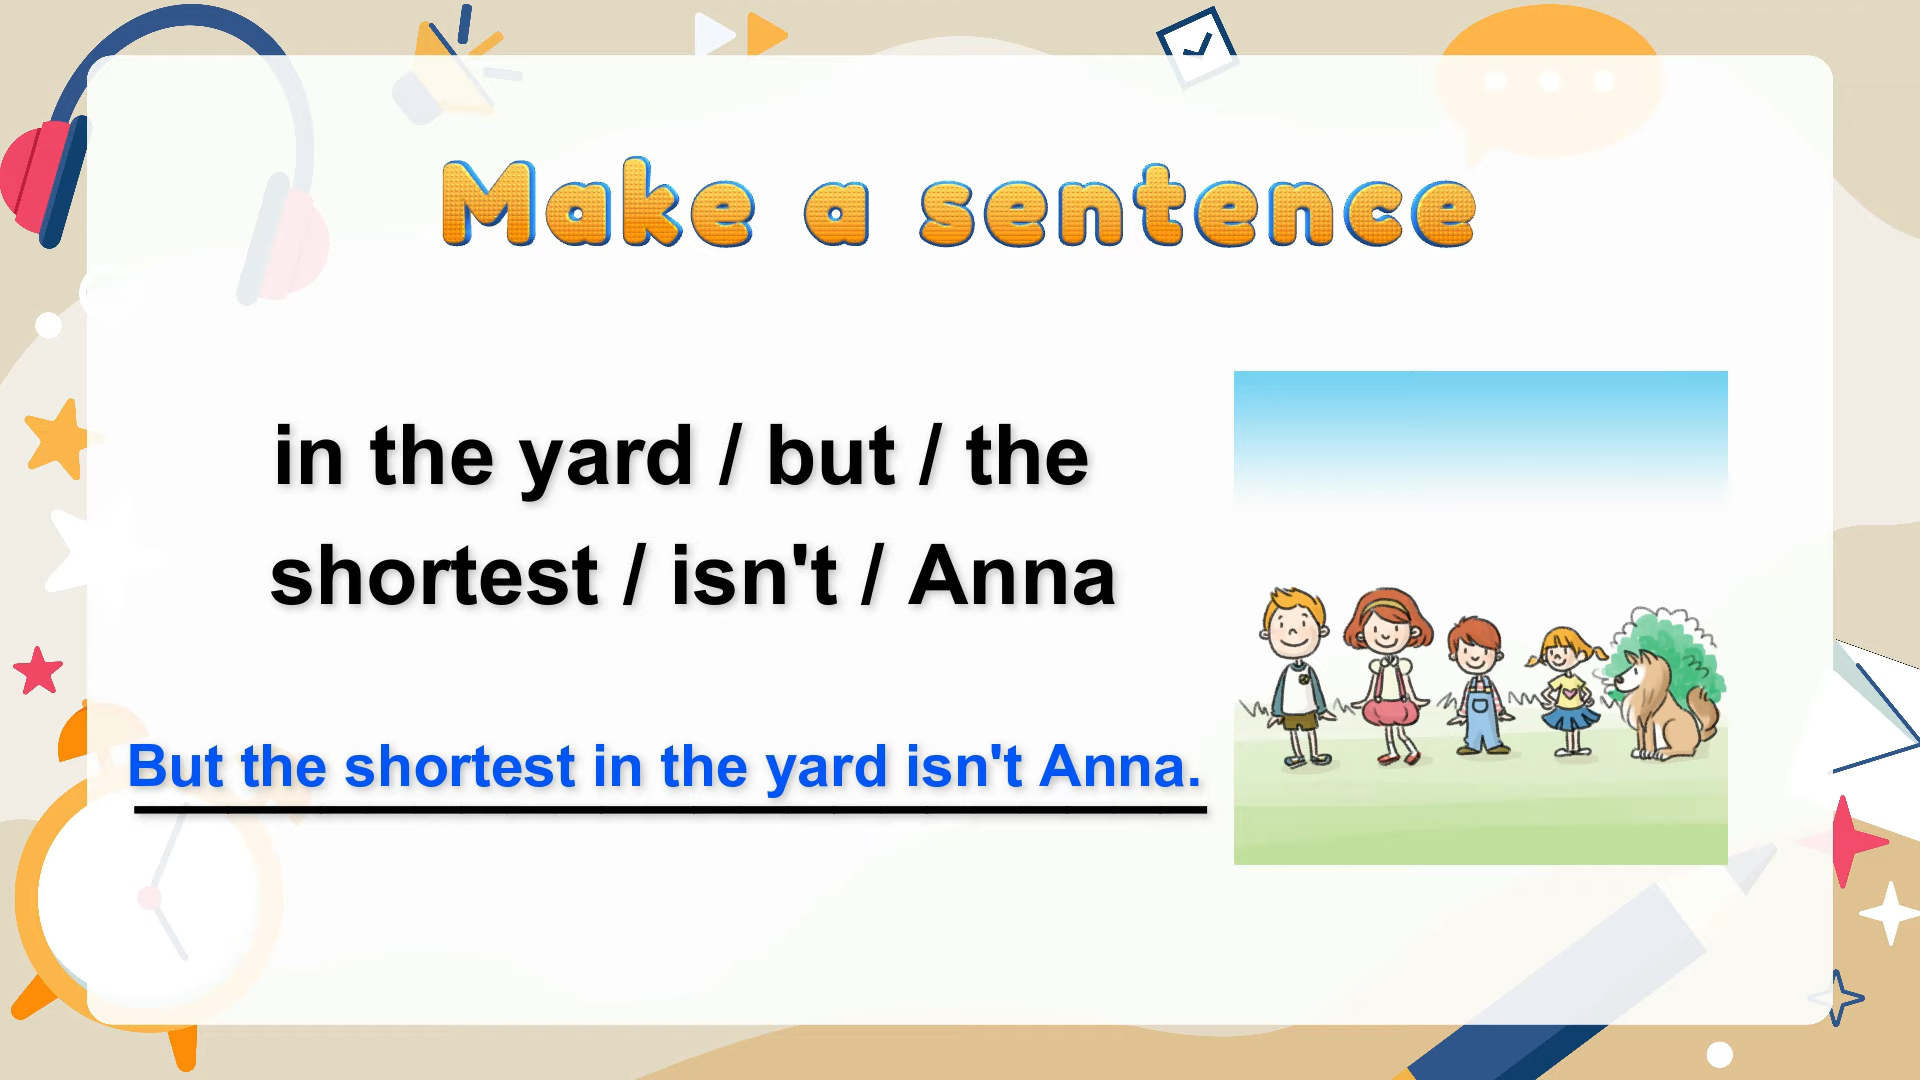 Make a sentence
in the yard / but / the
shortest / isn't / Anna
But the shortest in the yard isn't Anna.